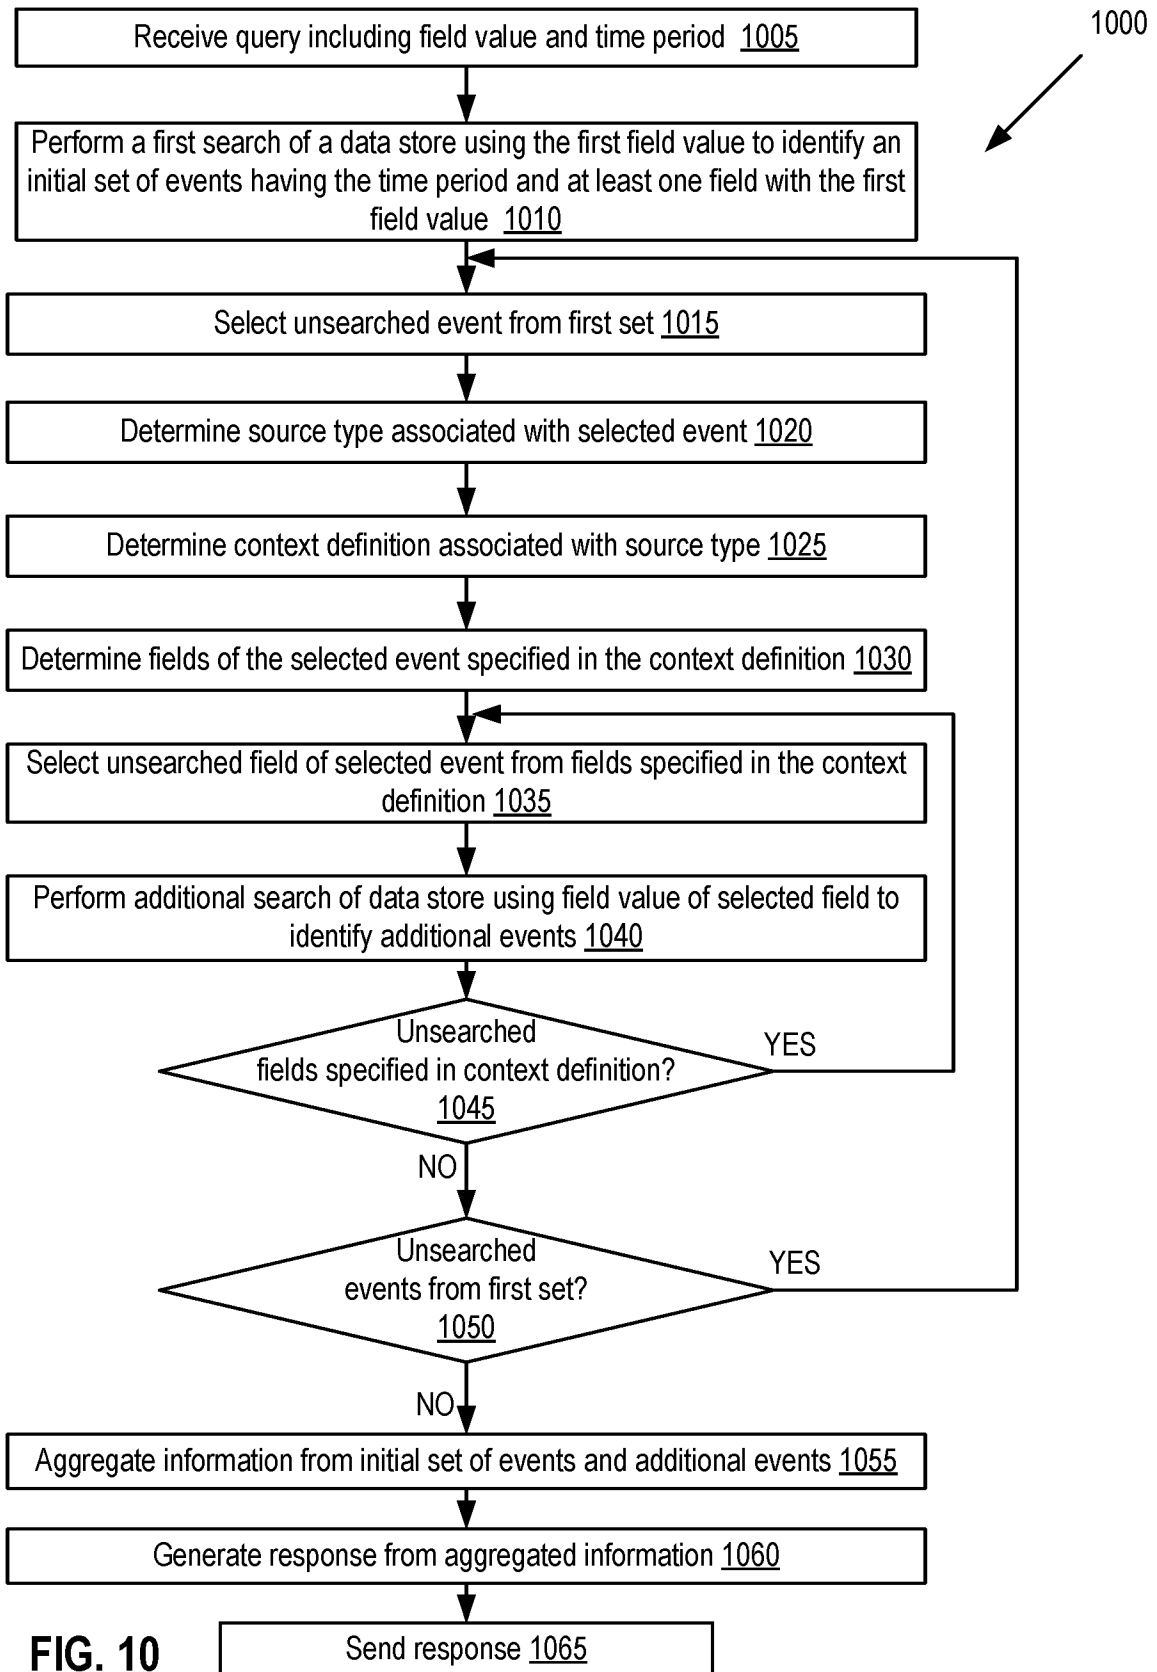 Receive query including field value and time period 1005
1000
Perform a first search of a data store using the first field value to identify an
initial set of events having the time period and at least one field with the first
field value 1010
Select unsearched event from first set 1015
Determine source type associated with selected event 1020
Determine context definition associated with source type 1025
Determine fields of the selected event specified in the context definition 1030
Select unsearched field of selected event from fields specified in the context
definition 1035
Perform additional search of data store using field value of selected field to
identify additional events 1040
Unsearched
fields specified in context definition?
1045
YES
NO
Unsearched
events from first set?
1050
YES
NO
Aggregate information from initial set of events and additional events 1055
Generate response from aggregated information 1060
Send response 1065
FIG. 10